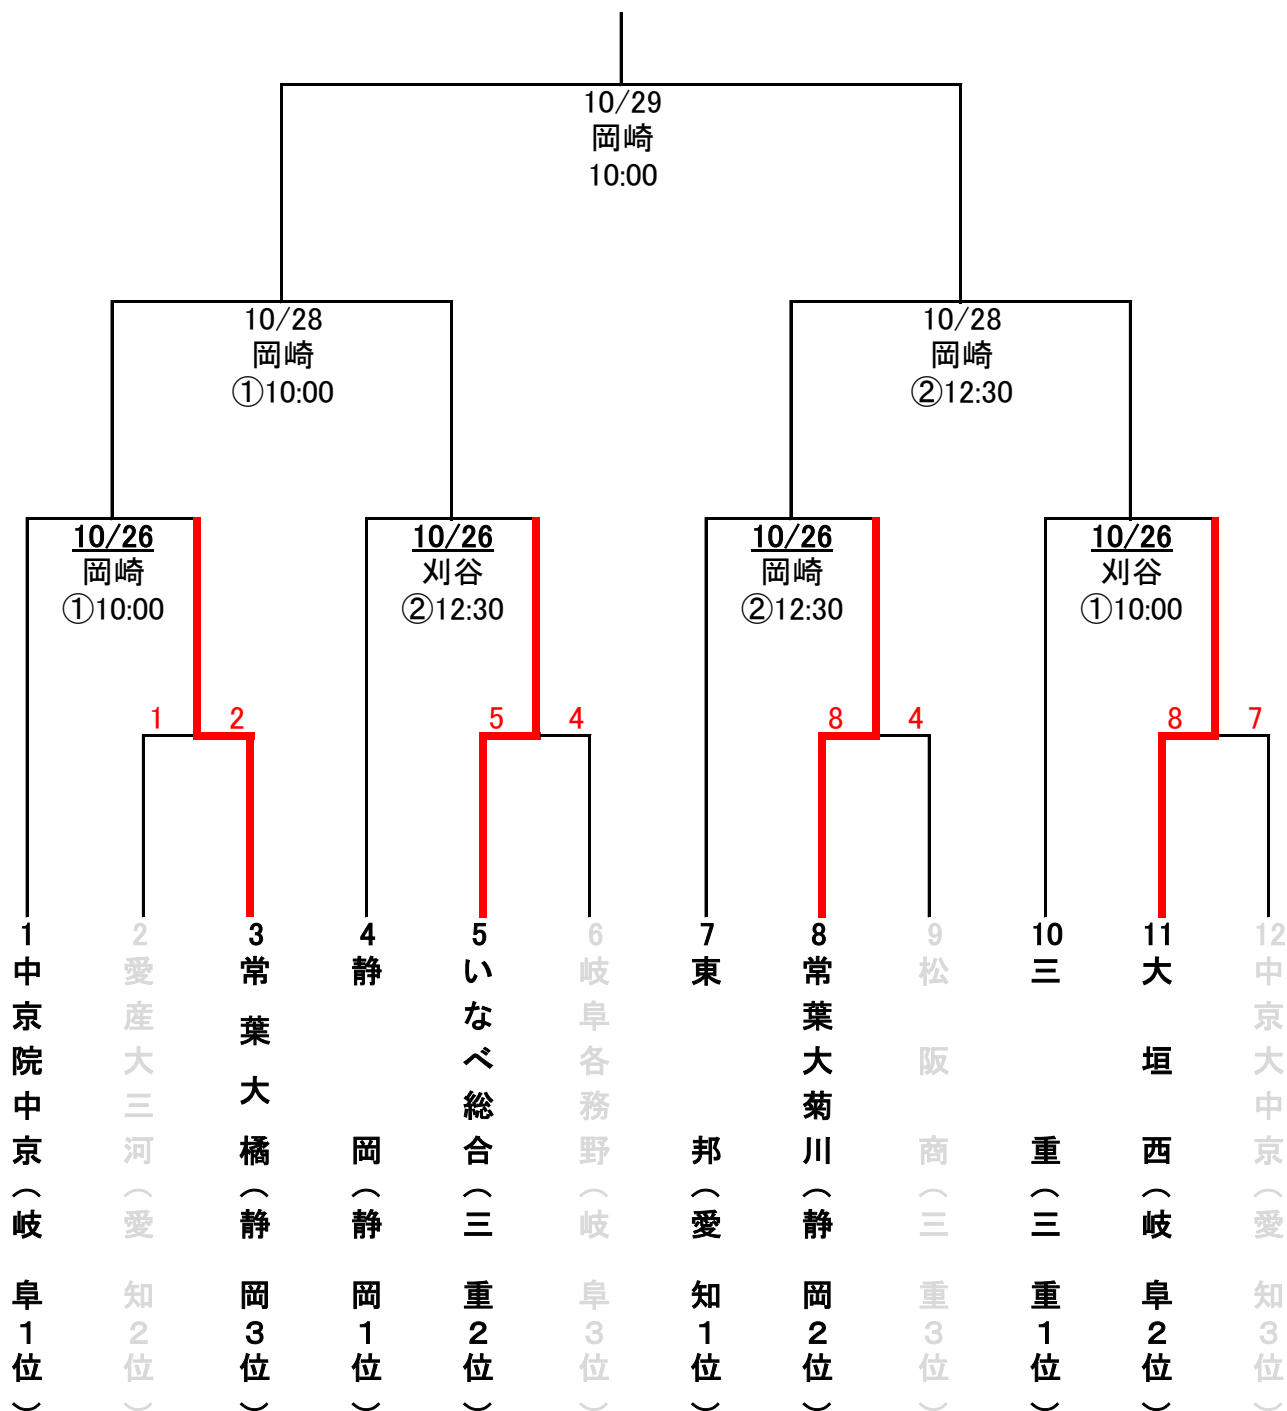 10/29
岡崎
10:00
10/28
岡崎
①10:00
10/28
岡崎
②12:30
10/26
岡崎
①10:00
10/26
刈谷
②12:30
10/26
岡崎
②12:30
10/26
刈谷
①10:00
1 2
5 4
8 4
8 7
1
中京院中京(岐阜1位)
2
愛産大三河(愛知2位)
3
常葉大橘(静岡3位)
4
静岡(静岡1位)
5
いなべ総合(三重2位)
6
岐阜各務野(岐阜3位)
7
東邦(愛知1位)
8
常葉大菊川(静岡2位)
9
松阪商(三重3位)
10
三重(三重1位)
11
大垣西(岐阜2位)
12
中京大中京(愛知3位)